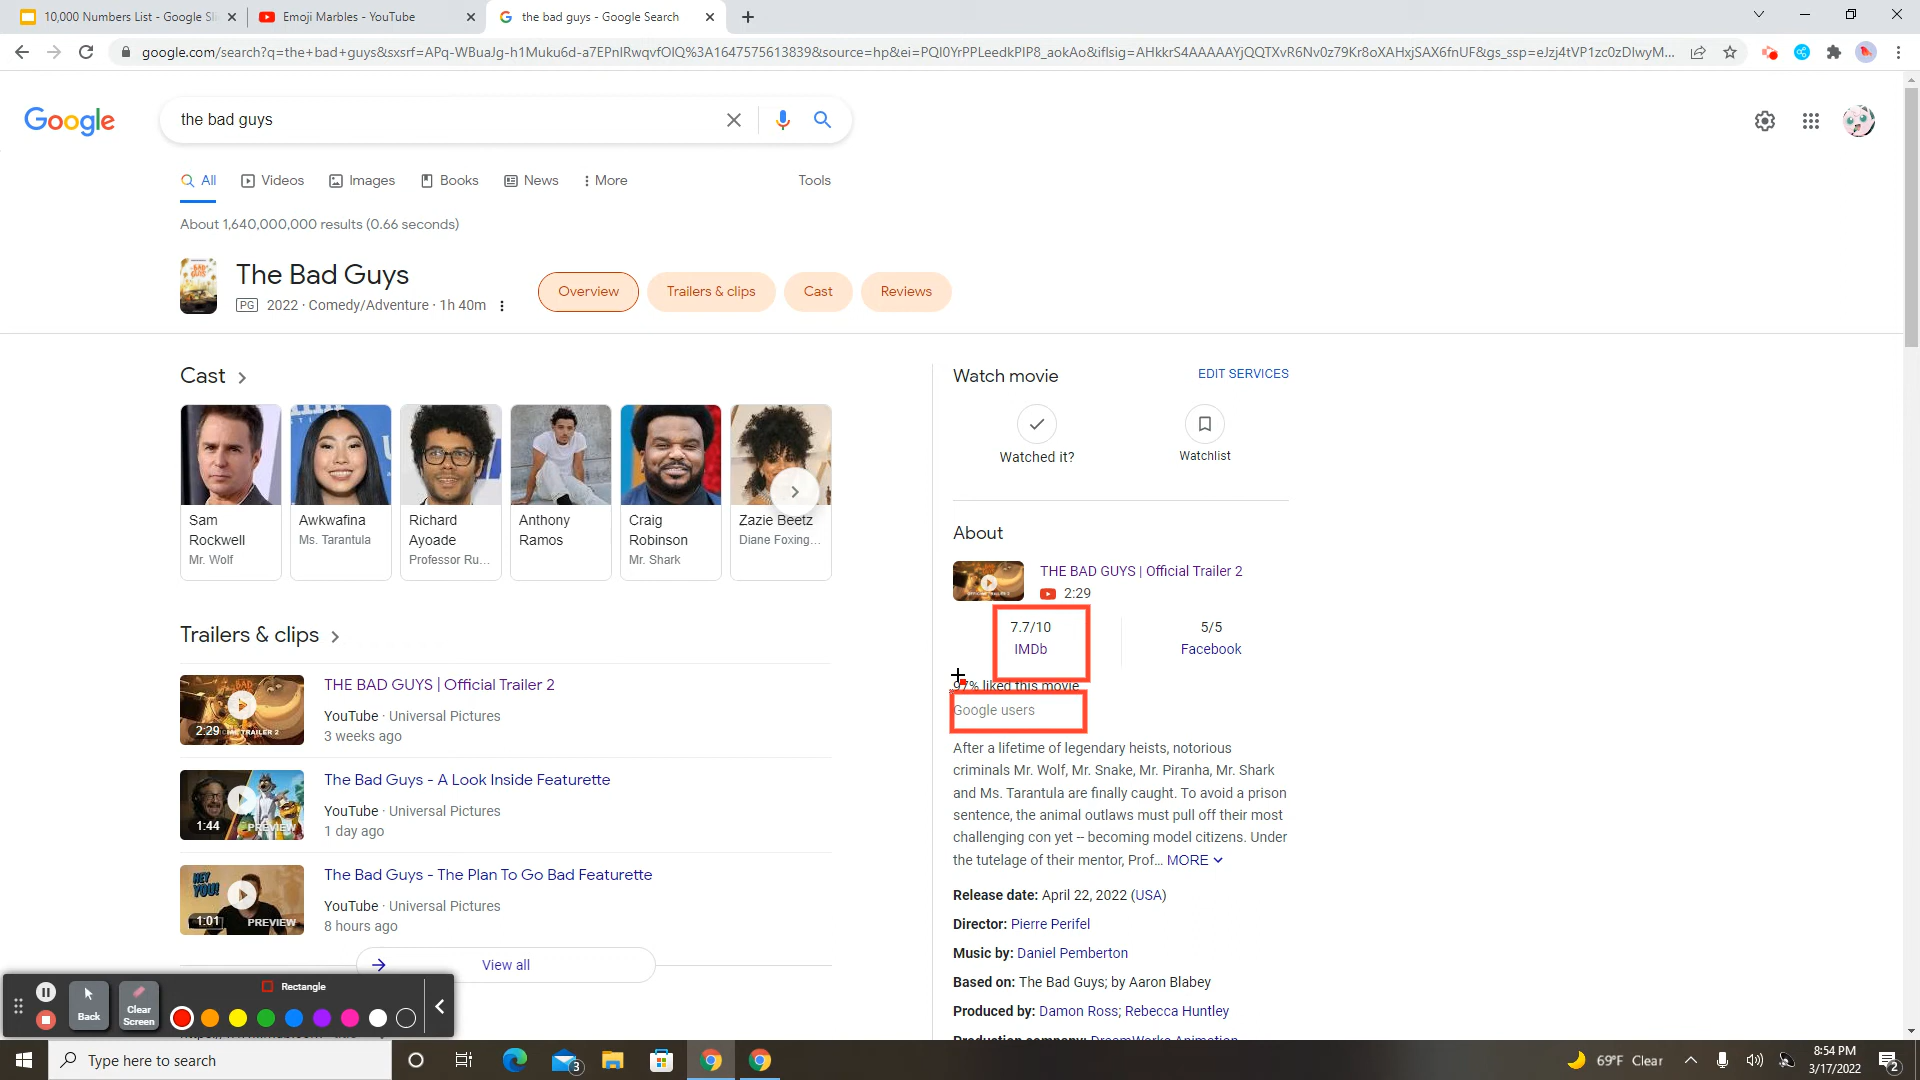 10,000 Numbers List - Google Sli
Emoji Marbles - YouTube
the bad guys - Google Search
google.com/search?q=the+bad+guys&sxsrf=APq-WBuaJg-h1Muku6d-a7EPnIRwqvfOIQ%3A1647575613839&source=hp&ei=PQI0YrPPLeedkPIP8_aokAo&iflsig=AHkkrS4AAAAAYjQQTXvR6Nv0z79Kr8oXAHxjSAX6fnUF&gs_ssp=eJzj4tVP1zc0zDIwyM...
Google
the bad guys
All
Videos
Images
Books
News
More
Tools
About 1,640,000,000 results (0.66 seconds)
The Bad Guys
PG 2022 · Comedy/Adventure · 1h 40m
Overview
Trailers & clips
Cast
Reviews
Cast
Sam
Rockwell
Mr. Wolf
Awkwafina
Ms. Tarantula
Richard
Ayoade
Professor Ru...
Anthony
Ramos
Craig
Robinson
Mr. Shark
Zazie Beetz
Diane Foxing...
Trailers & clips
2:29
THE BAD GUYS | Official Trailer 2
YouTube · Universal Pictures
3 weeks ago
1:44
PREVIEW
The Bad Guys - A Look Inside Featurette
YouTube · Universal Pictures
1 day ago
HEY
YOU!
1:01
PREVIEW
The Bad Guys - The Plan To Go Bad Featurette
YouTube · Universal Pictures
8 hours ago
View all
Watch movie
EDIT SERVICES
Watched it?
Watchlist
About
THE BAD GUYS | Official Trailer 2
2:29
7.7/10
IMDb
5/5
Facebook
97% liked this movie
Google users
After a lifetime of legendary heists, notorious
criminals Mr. Wolf, Mr. Snake, Mr. Piranha, Mr. Shark
and Ms. Tarantula are finally caught. To avoid a prison
sentence, the animal outlaws must pull off their most
challenging con yet -- becoming model citizens. Under
the tutelage of their mentor, Prof... MORE
Release date: April 22, 2022 (USA)
Director: Pierre Perifel
Music by: Daniel Pemberton
Based on: The Bad Guys; by Aaron Blabey
Produced by: Damon Ross; Rebecca Huntley
Production company: DreamWorks Animation
Back
Clear
Screen
Rectangle
Type here to search
3
69°F Clear
8:54 PM
3/17/2022
2